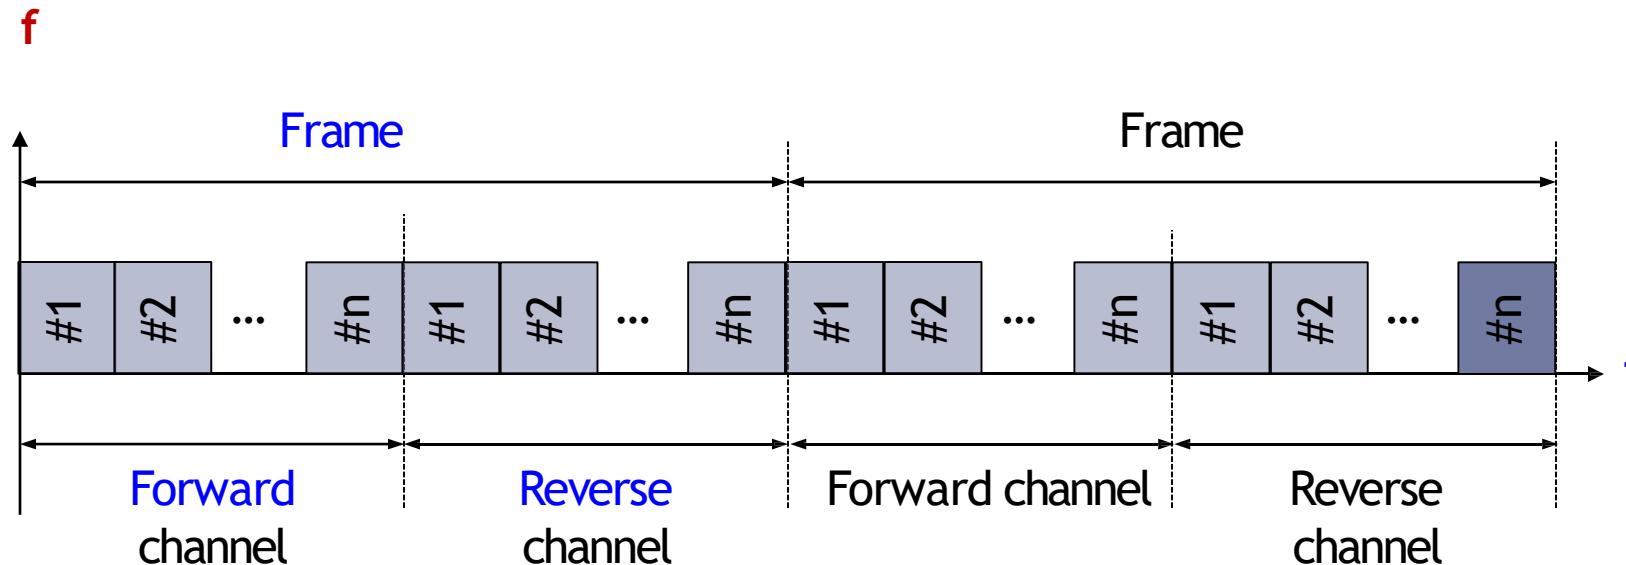 f
Frame Frame
#1 #2 ... #n #1 #2 ... #n #1 #2 ... #n #1 #2 ... #n
Forward channel
Reverse channel
Forward channel
Reverse channel